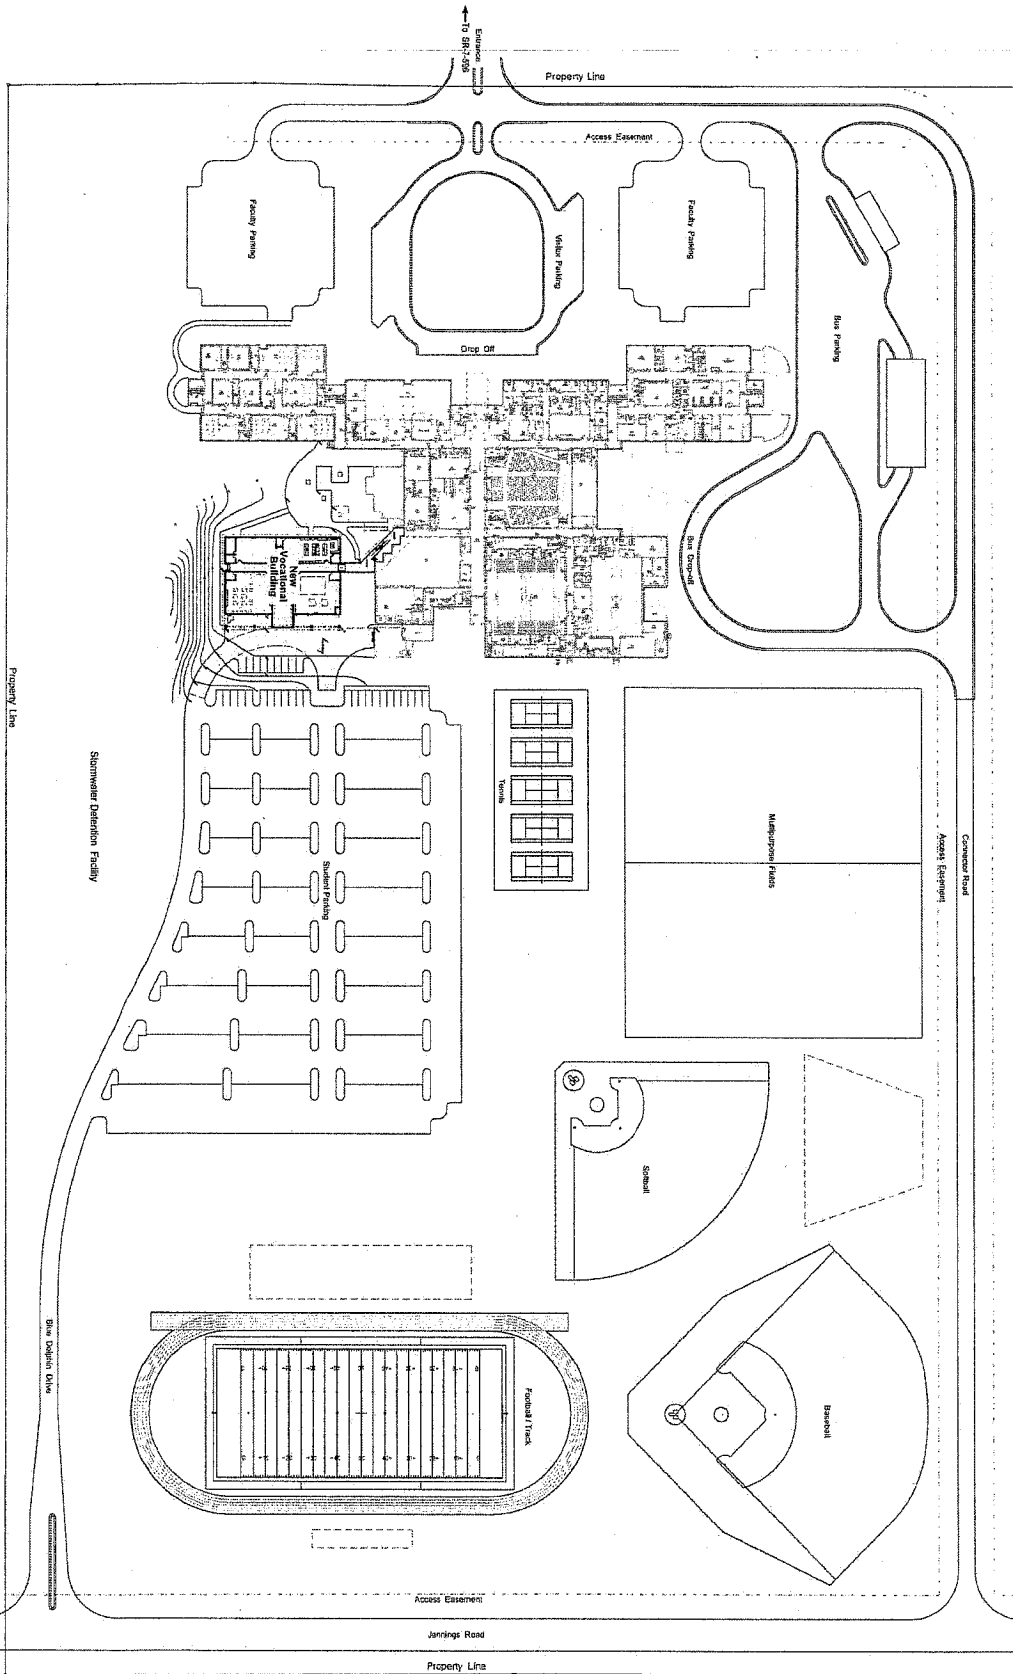 Entrance
To SR-7-596
Property Line
Access Easement
Faculty Parking
Visitor Parking
Faculty Parking
Bus Parking
Drop Off
Bus Drop-off
New
Vocational
Building
Property Line
Stormwater Detention Facility
Student Parking
Tennis
Multipurpose Fields
Access Easement
Connector Road
Softball
Baseball
Football / Track
Blue Dolphin Drive
Access Easement
Jennings Road
Property Line